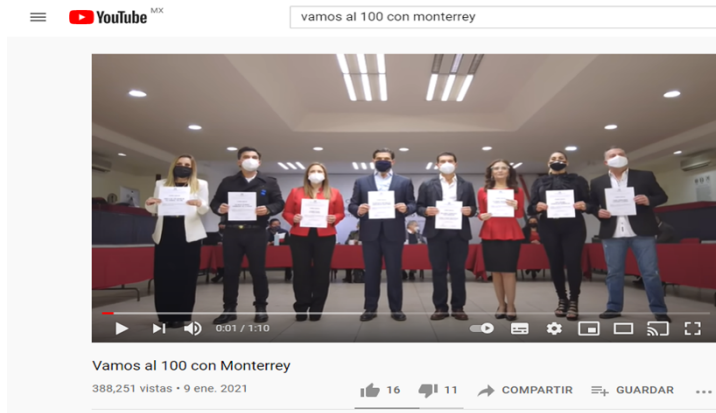 YouTube MX
vamos al 100 con monterrey
0:01 / 1:10
Vamos al 100 con Monterrey
388,251 vistas • 9 ene. 2021
16
11
COMPARTIR
GUARDAR